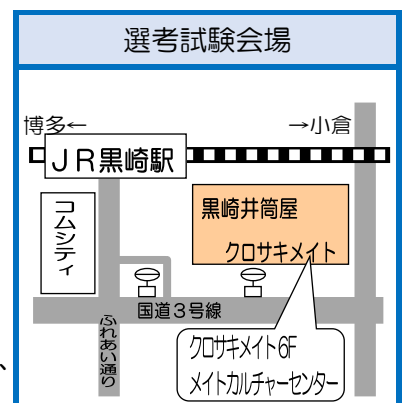 選考試験会場
博多← →小倉
JR黒崎駅
コムシティ
黒崎井筒屋
クロサキメイト
国道3号線
ふれあい通り
クロサキメイト6F
メイトカルチャーセンター
、